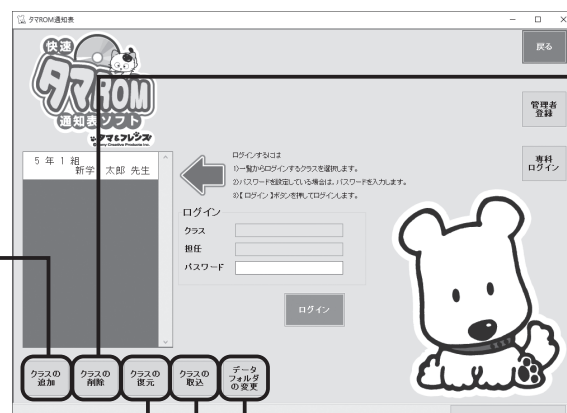 タマROM通知表
快速
タマROM
通知表ソフト
タマ&フレンズ
Sony Creative Products Inc.
戻る
管理者
登録
専科
ログイン
5年1組
新学 太郎 先生
ログインするには
1)一覧からログインするクラスを選択します。
2)パスワードを設定している場合は、パスワードを入力します。
3)【ログイン】ボタンを押してログインします。
ログイン
クラス
担任
パスワード
ログイン
クラスの
追加
クラスの
削除
クラスの
復元
クラスの
取込
データ
フォルダ
の変更